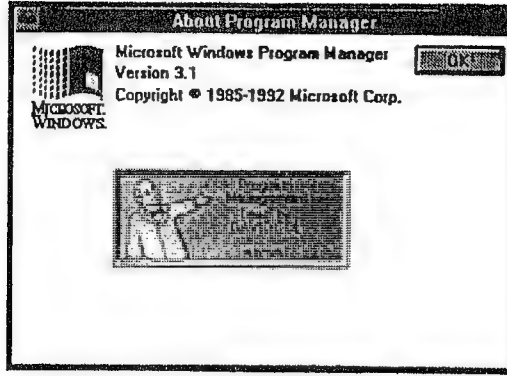 About Program Manager
Microsoft Windows Program Manager
OK
Version 3.1
Copyright © 1985-1992 Microsoft Corp.
MICROSOFT.
WINDOWS.